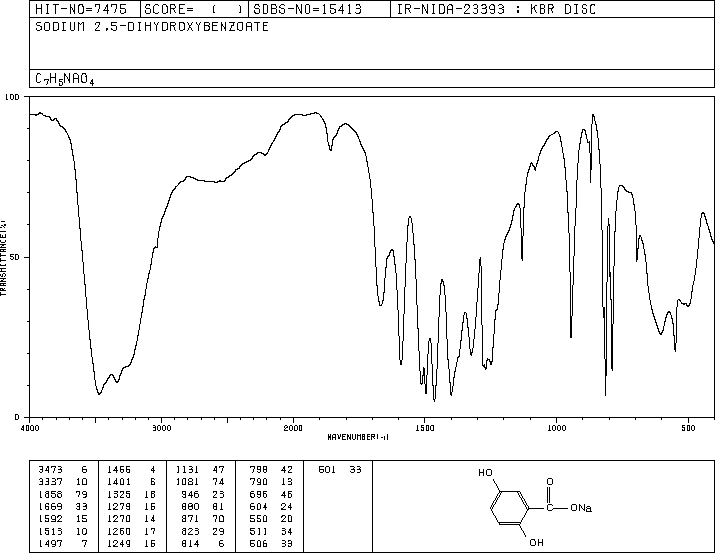 HIT-NO=7475 SCORE= ( ) SDBS-NO=15413 IR-NIDA-23393 : KBR DISC
SODIUM 2,5-DIHYDROXYBENZOATE
C7H5NAO4
100
50
0
TRANSMITTANCE(%)
4000 3000 2000 1500 1000 500
WAVENUMBER(-1)
3473 6 1466 4 1131 47 798 42 501 33
3337 10 1401 6 1081 74 790 13
1858 79 1325 18 946 23 696 46
1669 33 1279 15 880 81 604 24
1592 15 1270 14 871 70 550 20
1513 10 1260 17 823 29 511 34
1497 7 1249 16 814 6 506 33
HO
O
C
ONa
OH